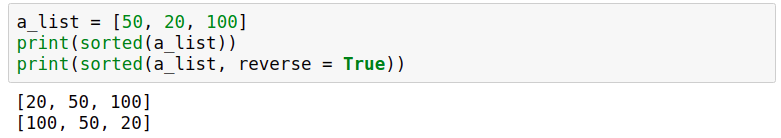 a_list = [50, 20, 100]
print(sorted(a_list))
print(sorted(a_list, reverse = True))
[20, 50, 100]
[100, 50, 20]